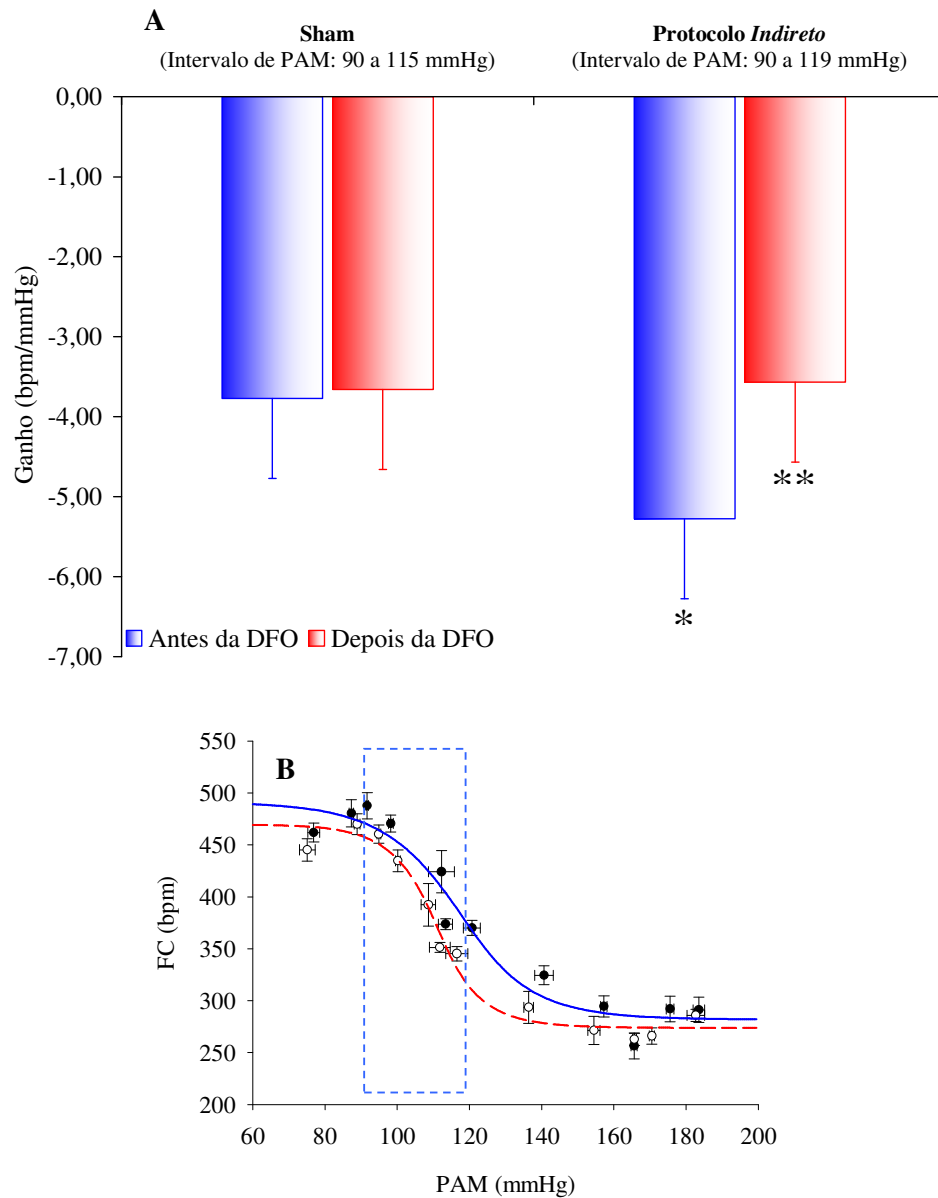 A
Sham
(Intervalo de PAM: 90 a 115 mmHg)
Protocolo Indireto
(Intervalo de PAM: 90 a 119 mmHg)
0,00
-1,00
-2,00
-3,00
-4,00
-5,00
-6,00
-7,00
Ganho (bpm/mmHg)
**
*
Antes da DFO
Depois da DFO
B
550
500
450
400
350
300
250
200
FC (bpm)
60 80 100 120 140 160 180 200
PAM (mmHg)